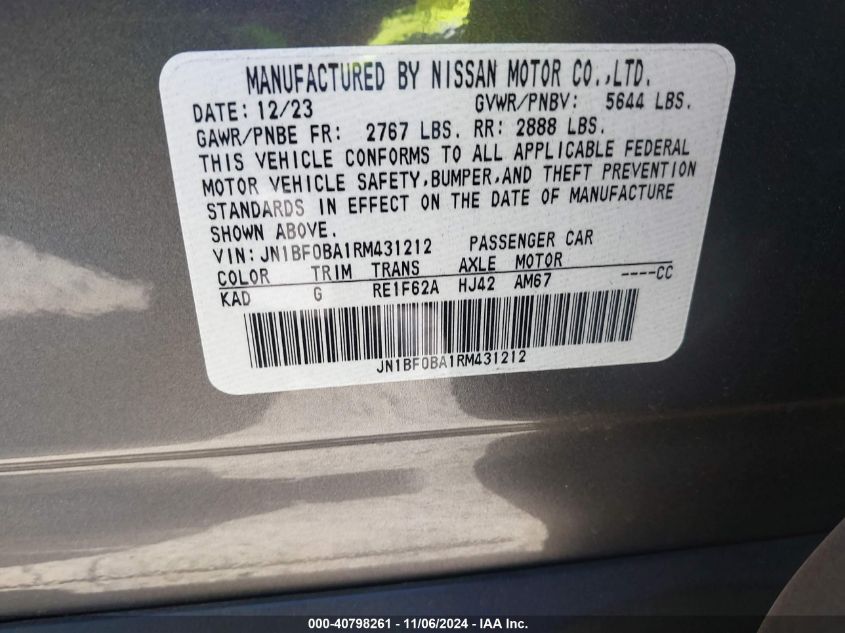 MANUFACTURED BY NISSAN MOTOR CO.,LTD.
DATE: 12/23 GVWR/PNBV: 5644 LBS.
GAWR/PNBE FR: 2767 LBS. RR: 2888 LBS.
THIS VEHICLE CONFORMS TO ALL APPLICABLE FEDERAL
MOTOR VEHICLE SAFETY,BUMPER,AND THEFT PREVENTION
STANDARDS IN EFFECT ON THE DATE OF MANUFACTURE
SHOWN ABOVE.
VIN: JN1BF0BA1RM431212 PASSENGER CAR
COLOR TRIM TRANS AXLE MOTOR
KAD G RE1F62A HJ42 AM67 ----CC
JN1BF0BA1RM431212
000-40798261 - 11/06/2024 - IAA Inc.